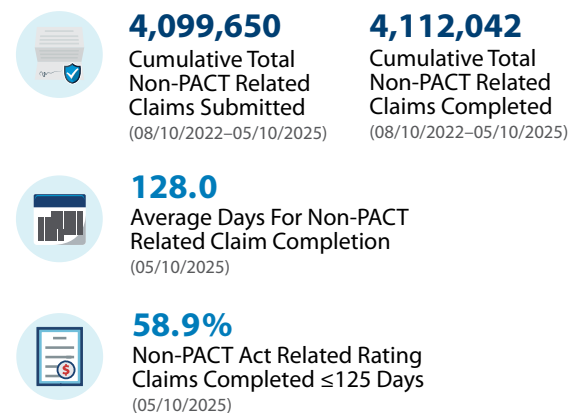 4,099,650
Cumulative Total
Non-PACT Related
Claims Submitted
(08/10/2022–05/10/2025)
4,112,042
Cumulative Total
Non-PACT Related
Claims Completed
(08/10/2022–05/10/2025)
128.0
Average Days For Non-PACT
Related Claim Completion
(05/10/2025)
58.9%
Non-PACT Act Related Rating
Claims Completed ≤125 Days
(05/10/2025)